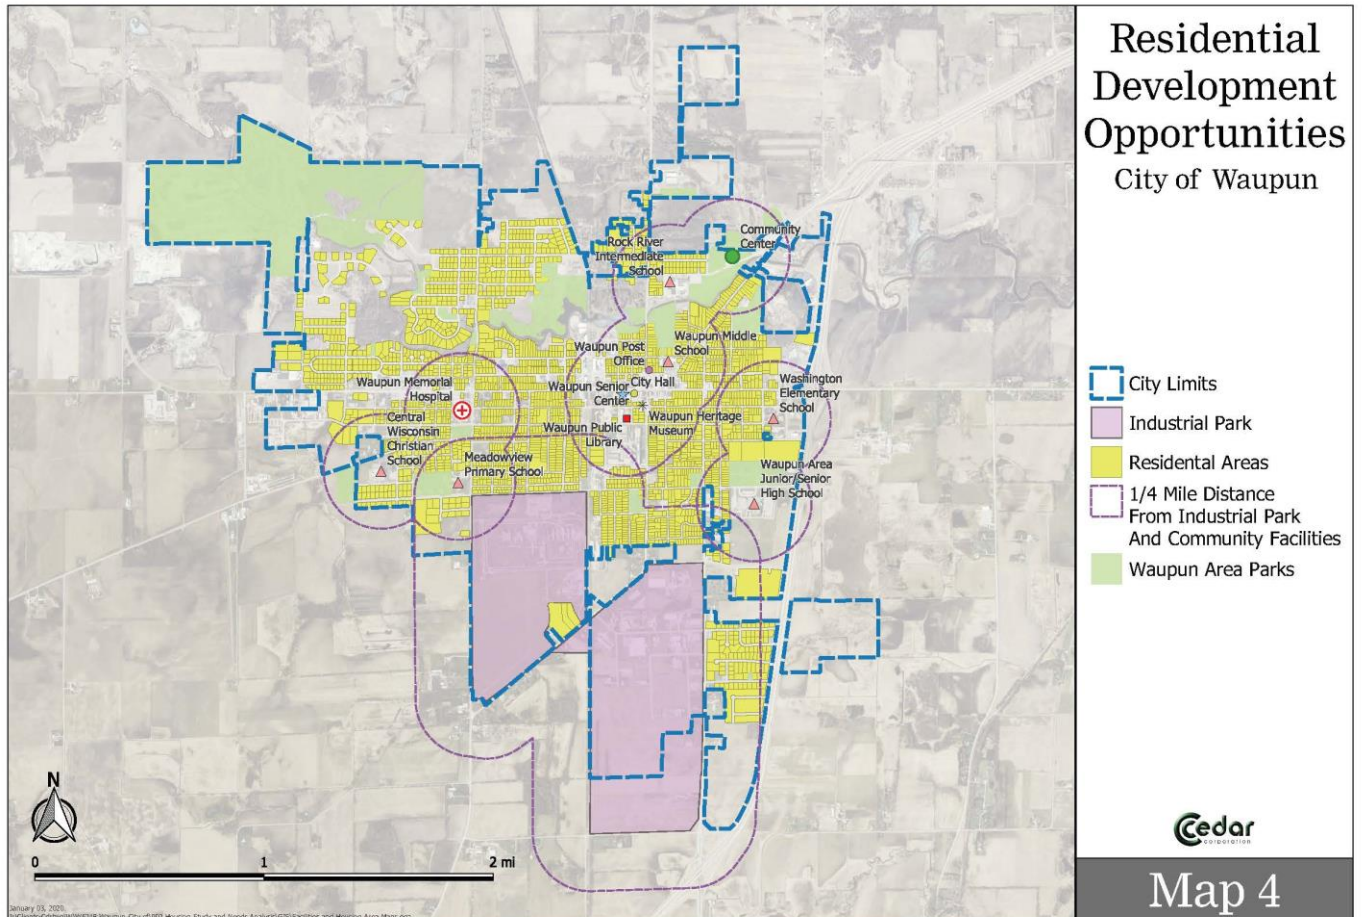 Residential
Development
Opportunities
City of Waupun
City Limits
Industrial Park
Residental Areas
1/4 Mile Distance
From Industrial Park
And Community Facilities
Waupun Area Parks
Community
Center
Rock River
Intermediate
School
Waupun Middle
School
Waupun Post
Office
Washington
Elementary
School
Waupun Memorial
Hospital
Waupun Senior
Center
City Hall
Central
Wisconsin
Christian
School
Waupun Heritage
Museum
Waupun Public
Library
Meadowview
Primary School
Waupun Area
Junior/Senior
High School
N
0 1 2 mi
January 03, 2020
Cedar
corporation
Map 4